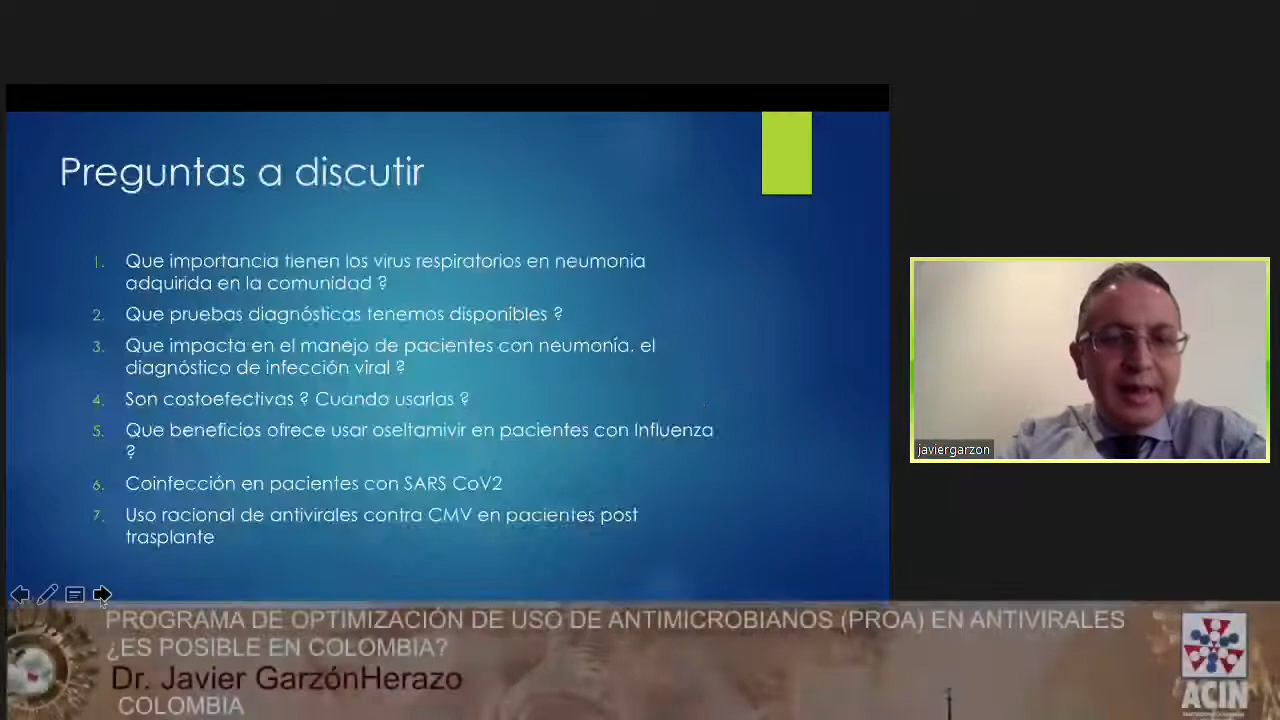 Preguntas a discutir
1. Que importancia tienen los virus respiratorios en neumonia
adquirida en la comunidad ?
2. Que pruebas diagnósticas tenemos disponibles ?
3. Que impacta en el manejo de pacientes con neumonía. el
diagnóstico de infección viral ?
4. Son costoefectivas ? Cuando usarlas ?
5. Que beneficios ofrece usar oseltamivir en pacientes con Influenza
?
6. Coinfección en pacientes con SARS CoV2
7. Uso racional de antivirales contra CMV en pacientes post
trasplante
javiergarzon
PROGRAMA DE OPTIMIZACIÓN DE USO DE ANTIMICROBIANOS (PROA) EN ANTIVIRALES
¿ES POSIBLE EN COLOMBIA?
Dr. Javier GarzónHerazo
COLOMBIA
ACIN